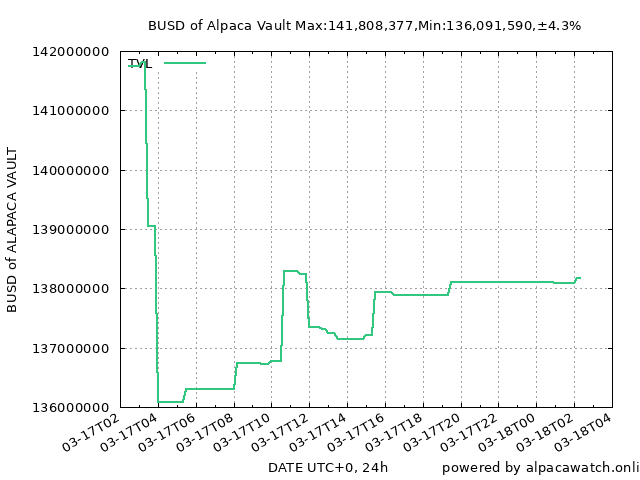 BUSD of Alpaca Vault Max:141,808,377,Min:136,091,590,±4.3%
142000000
TVL
141000000
140000000
139000000
138000000
137000000
136000000
BUSD of ALAPACA VAULT
03-17T02
03-17T04
03-17T06
03-17T08
03-17T10
03-17T12
03-17T14
03-17T16
03-17T18
03-17T20
03-17T22
03-18T00
03-18T02
03-18T04
DATE UTC+0, 24h
powered by alpacawatch.onli